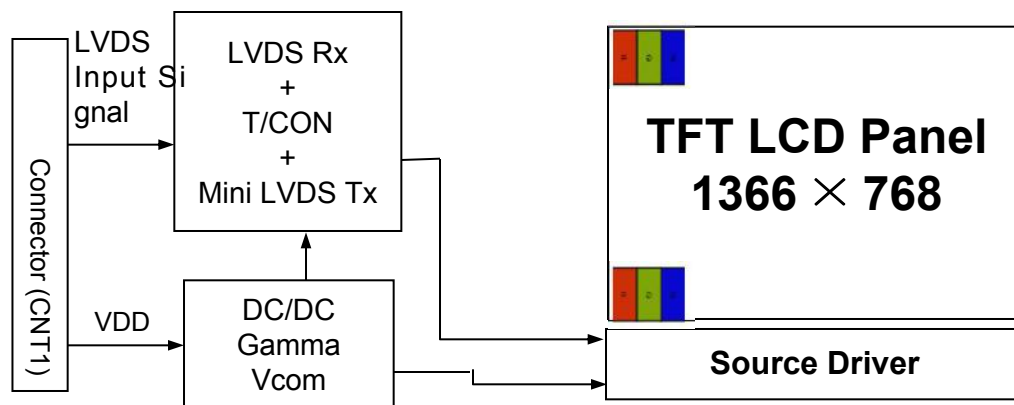 LVDS
Input Si
gnal
LVDS Rx
+
T/CON
+
Mini LVDS Tx
TFT LCD Panel
1366 × 768
Connector (CNT1)
VDD
DC/DC
Gamma
Vcom
Source Driver